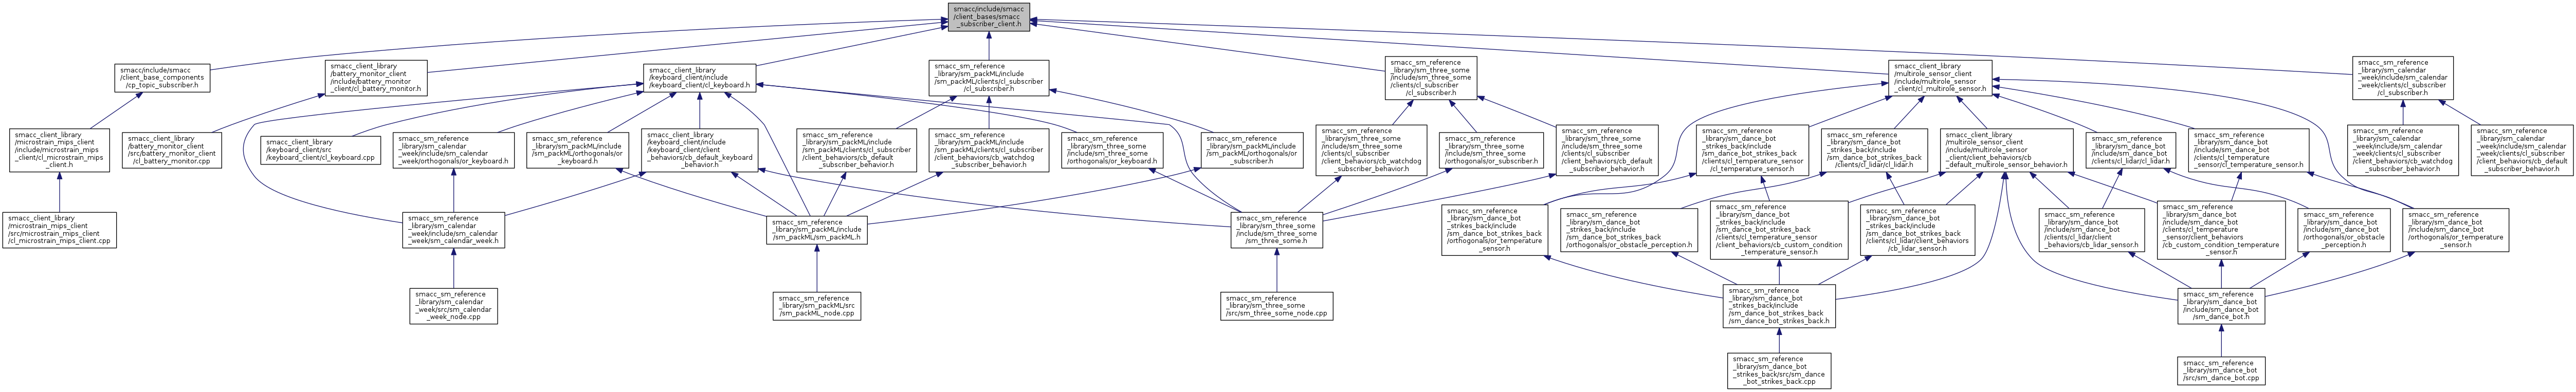 smacc/include/smacc
/client_bases/smacc
_subscriber_client.h
smacc/include/smacc
/client_base_components
/cp_topic_subscriber.h
smacc_client_library
/battery_monitor_client
/include/battery_monitor
_client/cl_battery_monitor.h
smacc_client_library
/keyboard_client/include
/keyboard_client/cl_keyboard.h
smacc_sm_reference
_library/sm_packML/include
/sm_packML/clients/cl_subscriber
/cl_subscriber.h
smacc_sm_reference
_library/sm_three_some
/include/sm_three_some
/clients/cl_subscriber
/cl_subscriber.h
smacc_client_library
/multirole_sensor_client
/include/multirole_sensor
_client/cl_multirole_sensor.h
smacc_sm_reference
_library/sm_calendar
_week/include/sm_calendar
_week/clients/cl_subscriber
/cl_subscriber.h
smacc_client_library
/microstrain_mips_client
/include/microstrain_mips
_client/cl_microstrain_mips
_client.h
smacc_client_library
/battery_monitor_client
/src/battery_monitor_client
/cl_battery_monitor.cpp
smacc_client_library
/keyboard_client/src
/keyboard_client/cl_keyboard.cpp
smacc_sm_reference
_library/sm_calendar
_week/include/sm_calendar
_week/orthogonals/or_keyboard.h
smacc_sm_reference
_library/sm_packML/include
/sm_packML/orthogonals/or
_keyboard.h
smacc_client_library
/keyboard_client/include
/keyboard_client/client
_behaviors/cb_default_keyboard
_behavior.h
smacc_sm_reference
_library/sm_packML/include
/sm_packML/clients/cl_subscriber
/client_behaviors/cb_default
_subscriber_behavior.h
smacc_sm_reference
_library/sm_packML/include
/sm_packML/clients/cl_subscriber
/client_behaviors/cb_watchdog
_subscriber_behavior.h
smacc_sm_reference
_library/sm_three_some
/include/sm_three_some
/orthogonals/or_keyboard.h
smacc_sm_reference
_library/sm_packML/include
/sm_packML/orthogonals/or
_subscriber.h
smacc_sm_reference
_library/sm_three_some
/include/sm_three_some
/clients/cl_subscriber
/client_behaviors/cb_watchdog
_subscriber_behavior.h
smacc_sm_reference
_library/sm_three_some
/include/sm_three_some
/orthogonals/or_subscriber.h
smacc_sm_reference
_library/sm_three_some
/include/sm_three_some
/clients/cl_subscriber
/client_behaviors/cb_default
_subscriber_behavior.h
smacc_sm_reference
_library/sm_dance_bot
_strikes_back/include
/sm_dance_bot_strikes_back
/clients/cl_temperature_sensor
/cl_temperature_sensor.h
smacc_sm_reference
_library/sm_dance_bot
_strikes_back/include
/sm_dance_bot_strikes_back
/clients/cl_lidar/cl_lidar.h
smacc_client_library
/multirole_sensor_client
/include/multirole_sensor
_client/client_behaviors/cb
_default_multirole_sensor_behavior.h
smacc_sm_reference
_library/sm_dance_bot
/include/sm_dance_bot
/clients/cl_lidar/cl_lidar.h
smacc_sm_reference
_library/sm_dance_bot
/include/sm_dance_bot
/clients/cl_temperature
_sensor/cl_temperature_sensor.h
smacc_sm_reference
_library/sm_calendar
_week/include/sm_calendar
_week/clients/cl_subscriber
/client_behaviors/cb_watchdog
_subscriber_behavior.h
smacc_sm_reference
_library/sm_calendar
_week/include/sm_calendar
_week/clients/cl_subscriber
/client_behaviors/cb_default
_subscriber_behavior.h
smacc_client_library
/microstrain_mips_client
/src/microstrain_mips_client
/cl_microstrain_mips_client.cpp
smacc_sm_reference
_library/sm_calendar
_week/include/sm_calendar
_week/sm_calendar_week.h
smacc_sm_reference
_library/sm_packML/include
/sm_packML/sm_packML.h
smacc_sm_reference
_library/sm_three_some
/include/sm_three_some
/sm_three_some.h
smacc_sm_reference
_library/sm_dance_bot
_strikes_back/include
/sm_dance_bot_strikes_back
/orthogonals/or_temperature
_sensor.h
smacc_sm_reference
_library/sm_dance_bot
_strikes_back/include
/sm_dance_bot_strikes_back
/orthogonals/or_obstacle_perception.h
smacc_sm_reference
_library/sm_dance_bot
_strikes_back/include
/sm_dance_bot_strikes_back
/clients/cl_temperature_sensor
/client_behaviors/cb_custom_condition
_temperature_sensor.h
smacc_sm_reference
_library/sm_dance_bot
_strikes_back/include
/sm_dance_bot_strikes_back
/clients/cl_lidar/client_behaviors
/cb_lidar_sensor.h
smacc_sm_reference
_library/sm_dance_bot
/include/sm_dance_bot
/clients/cl_lidar/client
_behaviors/cb_lidar_sensor.h
smacc_sm_reference
_library/sm_dance_bot
/include/sm_dance_bot
/clients/cl_temperature
_sensor/client_behaviors
/cb_custom_condition_temperature
_sensor.h
smacc_sm_reference
_library/sm_dance_bot
/include/sm_dance_bot
/orthogonals/or_obstacle
_perception.h
smacc_sm_reference
_library/sm_dance_bot
/include/sm_dance_bot
/orthogonals/or_temperature
_sensor.h
smacc_sm_reference
_library/sm_calendar
_week/src/sm_calendar
_week_node.cpp
smacc_sm_reference
_library/sm_packML/src
/sm_packML_node.cpp
smacc_sm_reference
_library/sm_three_some
/src/sm_three_some_node.cpp
smacc_sm_reference
_library/sm_dance_bot
_strikes_back/include
/sm_dance_bot_strikes_back
/sm_dance_bot_strikes_back.h
smacc_sm_reference
_library/sm_dance_bot
/include/sm_dance_bot
/sm_dance_bot.h
smacc_sm_reference
_library/sm_dance_bot
_strikes_back/src/sm_dance
_bot_strikes_back.cpp
smacc_sm_reference
_library/sm_dance_bot
/src/sm_dance_bot.cpp